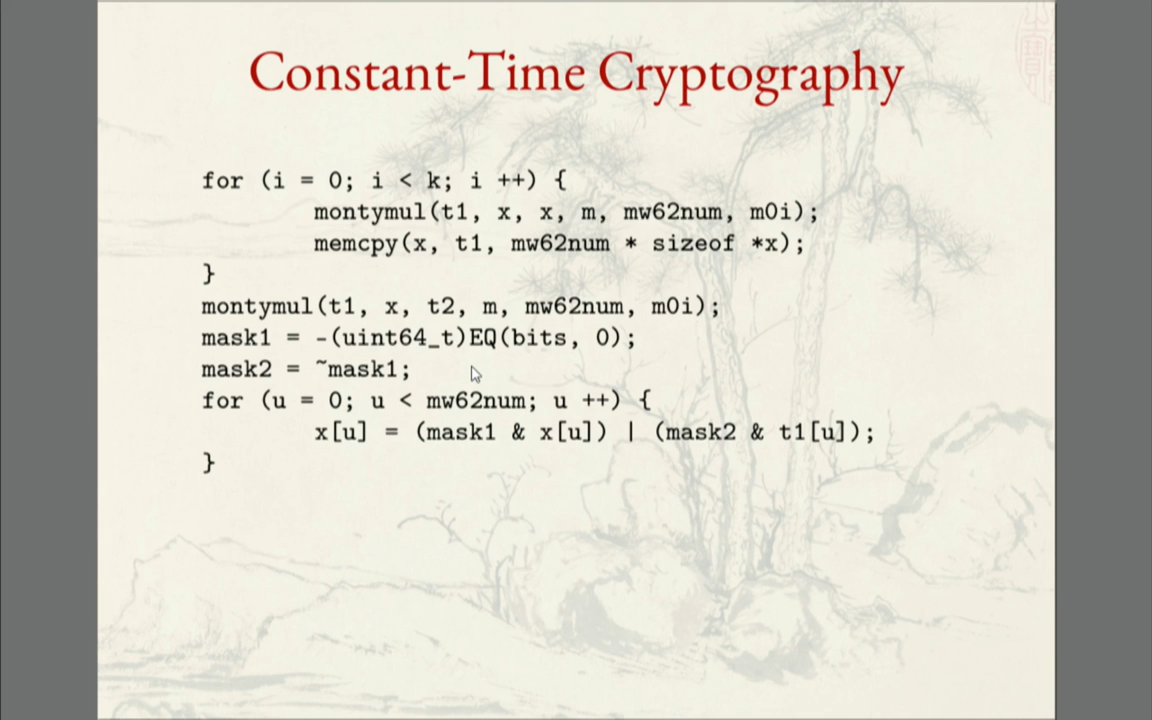 Constant-Time Cryptography
for (i = 0; i < k; i ++) {
        montymul(t1, x, x, m, mw62num, m0i);
        memcpy(x, t1, mw62num * sizeof *x);
}
montymul(t1, x, t2, m, mw62num, m0i);
mask1 = -(uint64_t)EQ(bits, 0);
mask2 = ~mask1;
for (u = 0; u < mw62num; u ++) {
        x[u] = (mask1 & x[u]) | (mask2 & t1[u]);
}